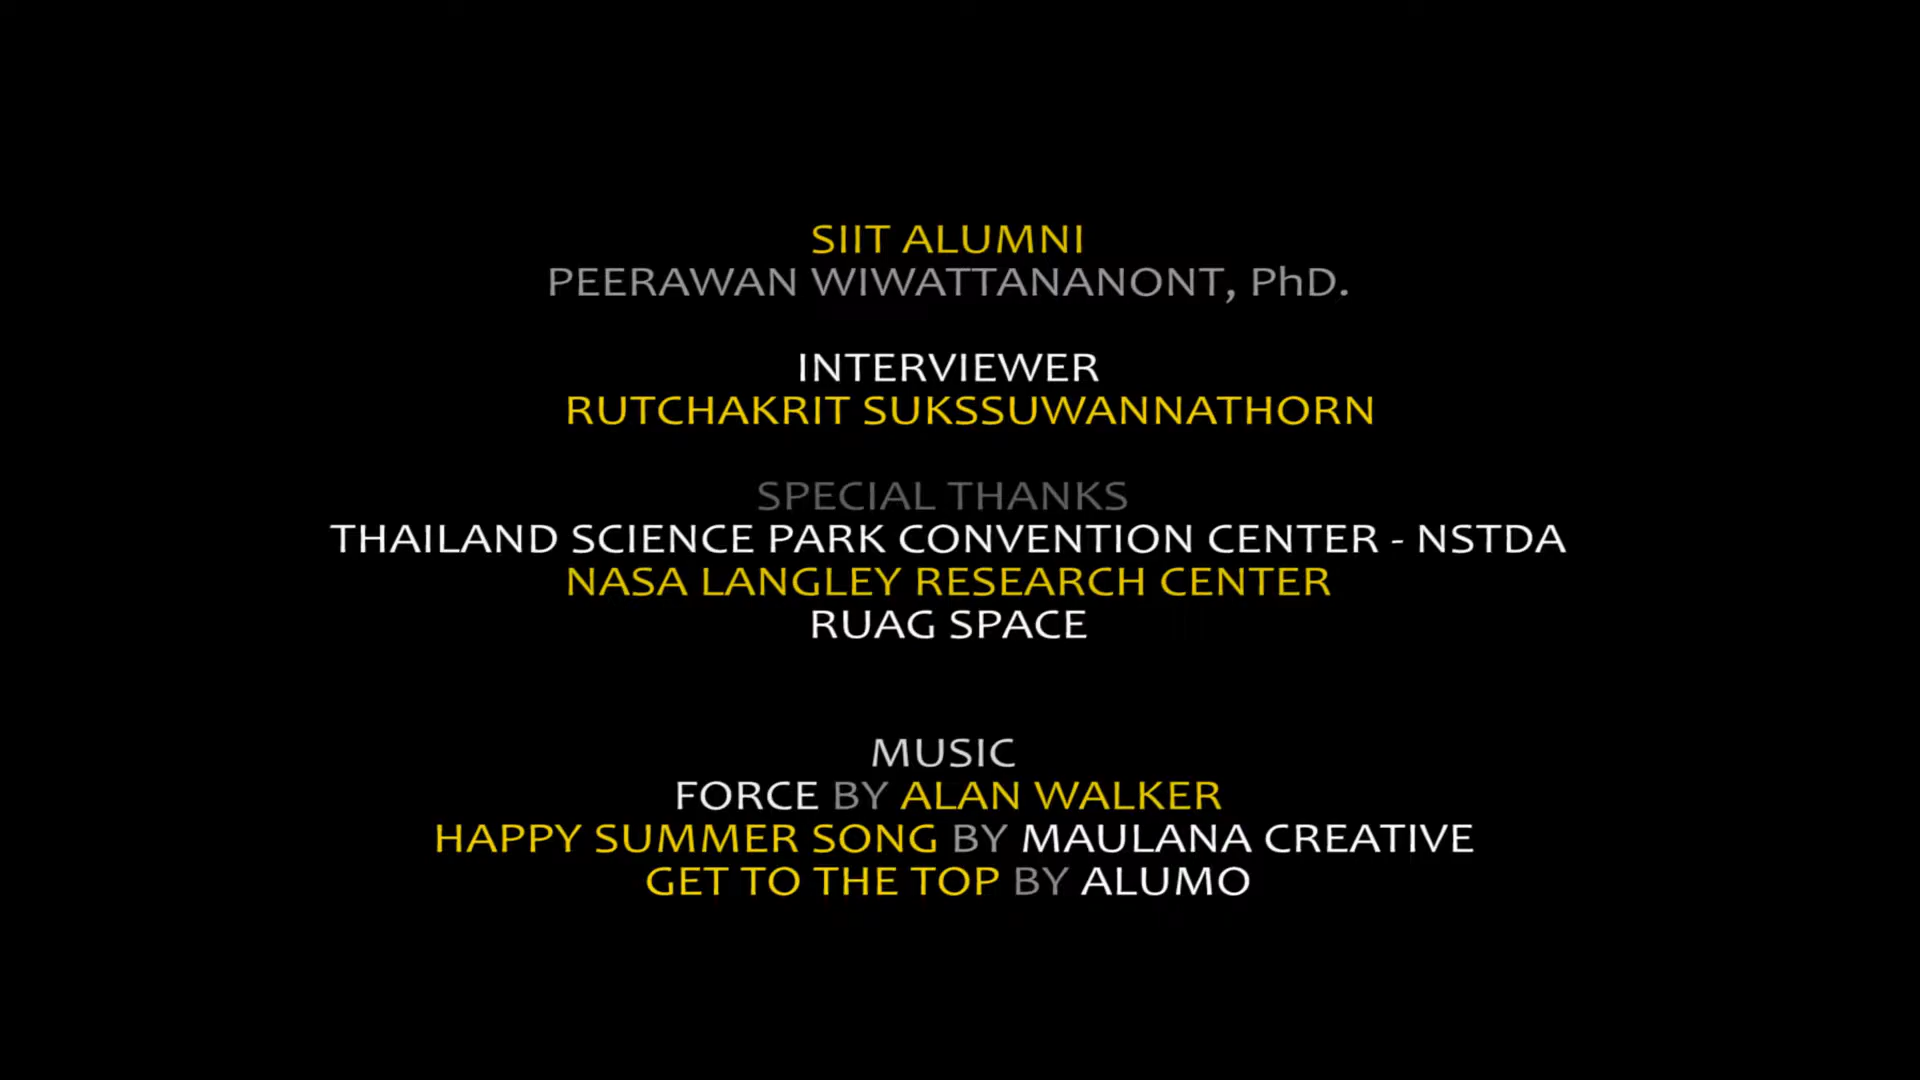 SIIT ALUMNI
PEERAWAN WIWATTANANONT, PhD.
INTERVIEWER
RUTCHAKRIT SUKSSUWANNATHORN
SPECIAL THANKS
THAILAND SCIENCE PARK CONVENTION CENTER - NSTDA
NASA LANGLEY RESEARCH CENTER
RUAG SPACE
MUSIC
FORCE BY ALAN WALKER
HAPPY SUMMER SONG BY MAULANA CREATIVE
GET TO THE TOP BY ALUMO